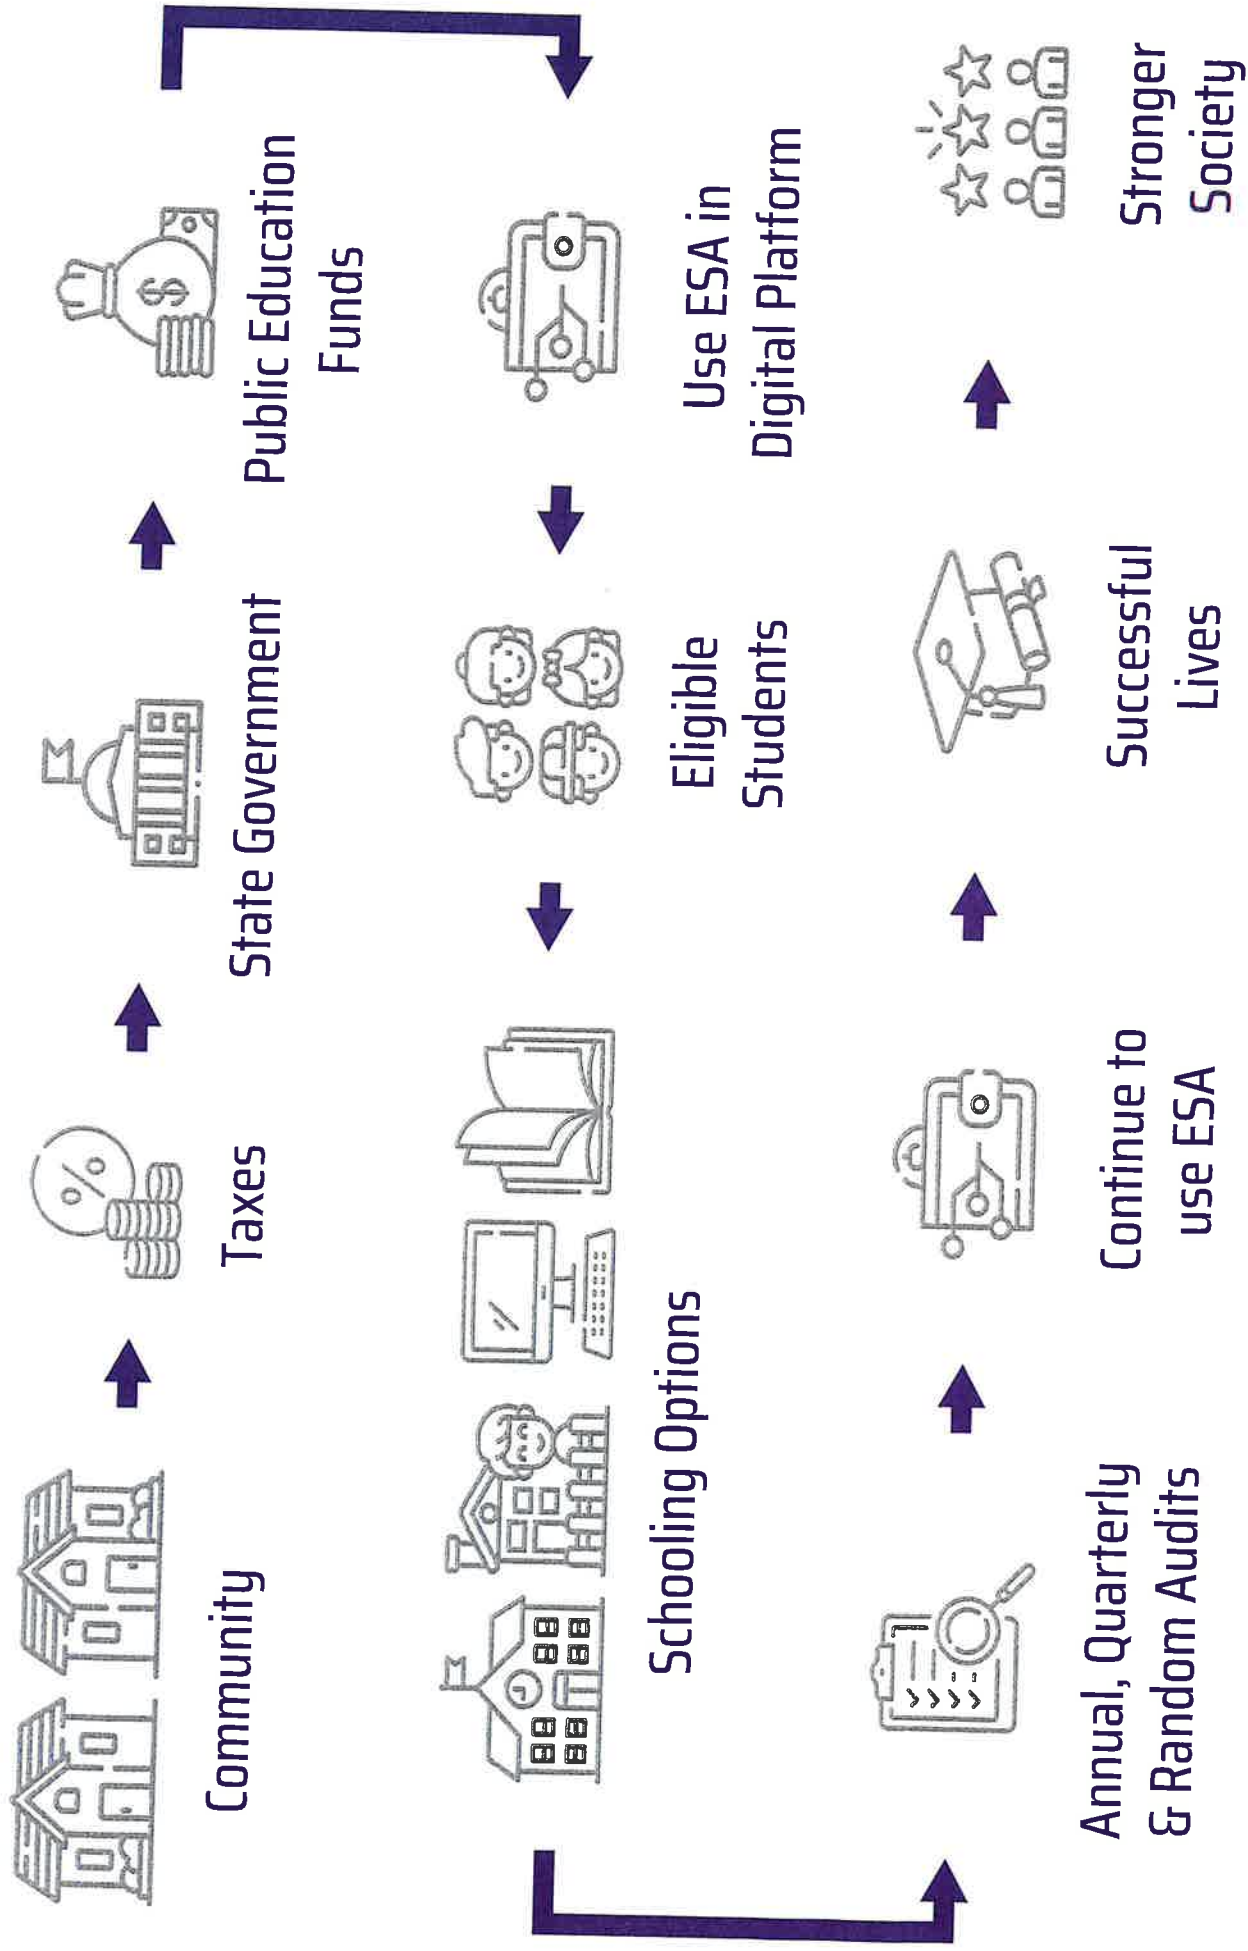 Community
Taxes
State Government
Public Education
Funds
Use ESA in
Digital Platform
Eligible
Students
Schooling Options
Annual, Quarterly
& Random Audits
Continue to
use ESA
Successful
Lives
Stronger
Society